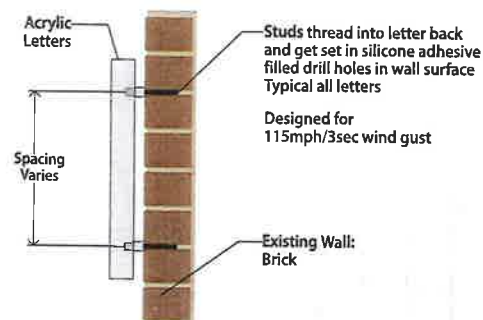 Acrylic
Letters
Studs thread into letter back
and get set in silicone adhesive
filled drill holes in wall surface
Typical all letters
Designed for
115mph/3sec wind gust
Spacing
Varies
Existing Wall:
Brick